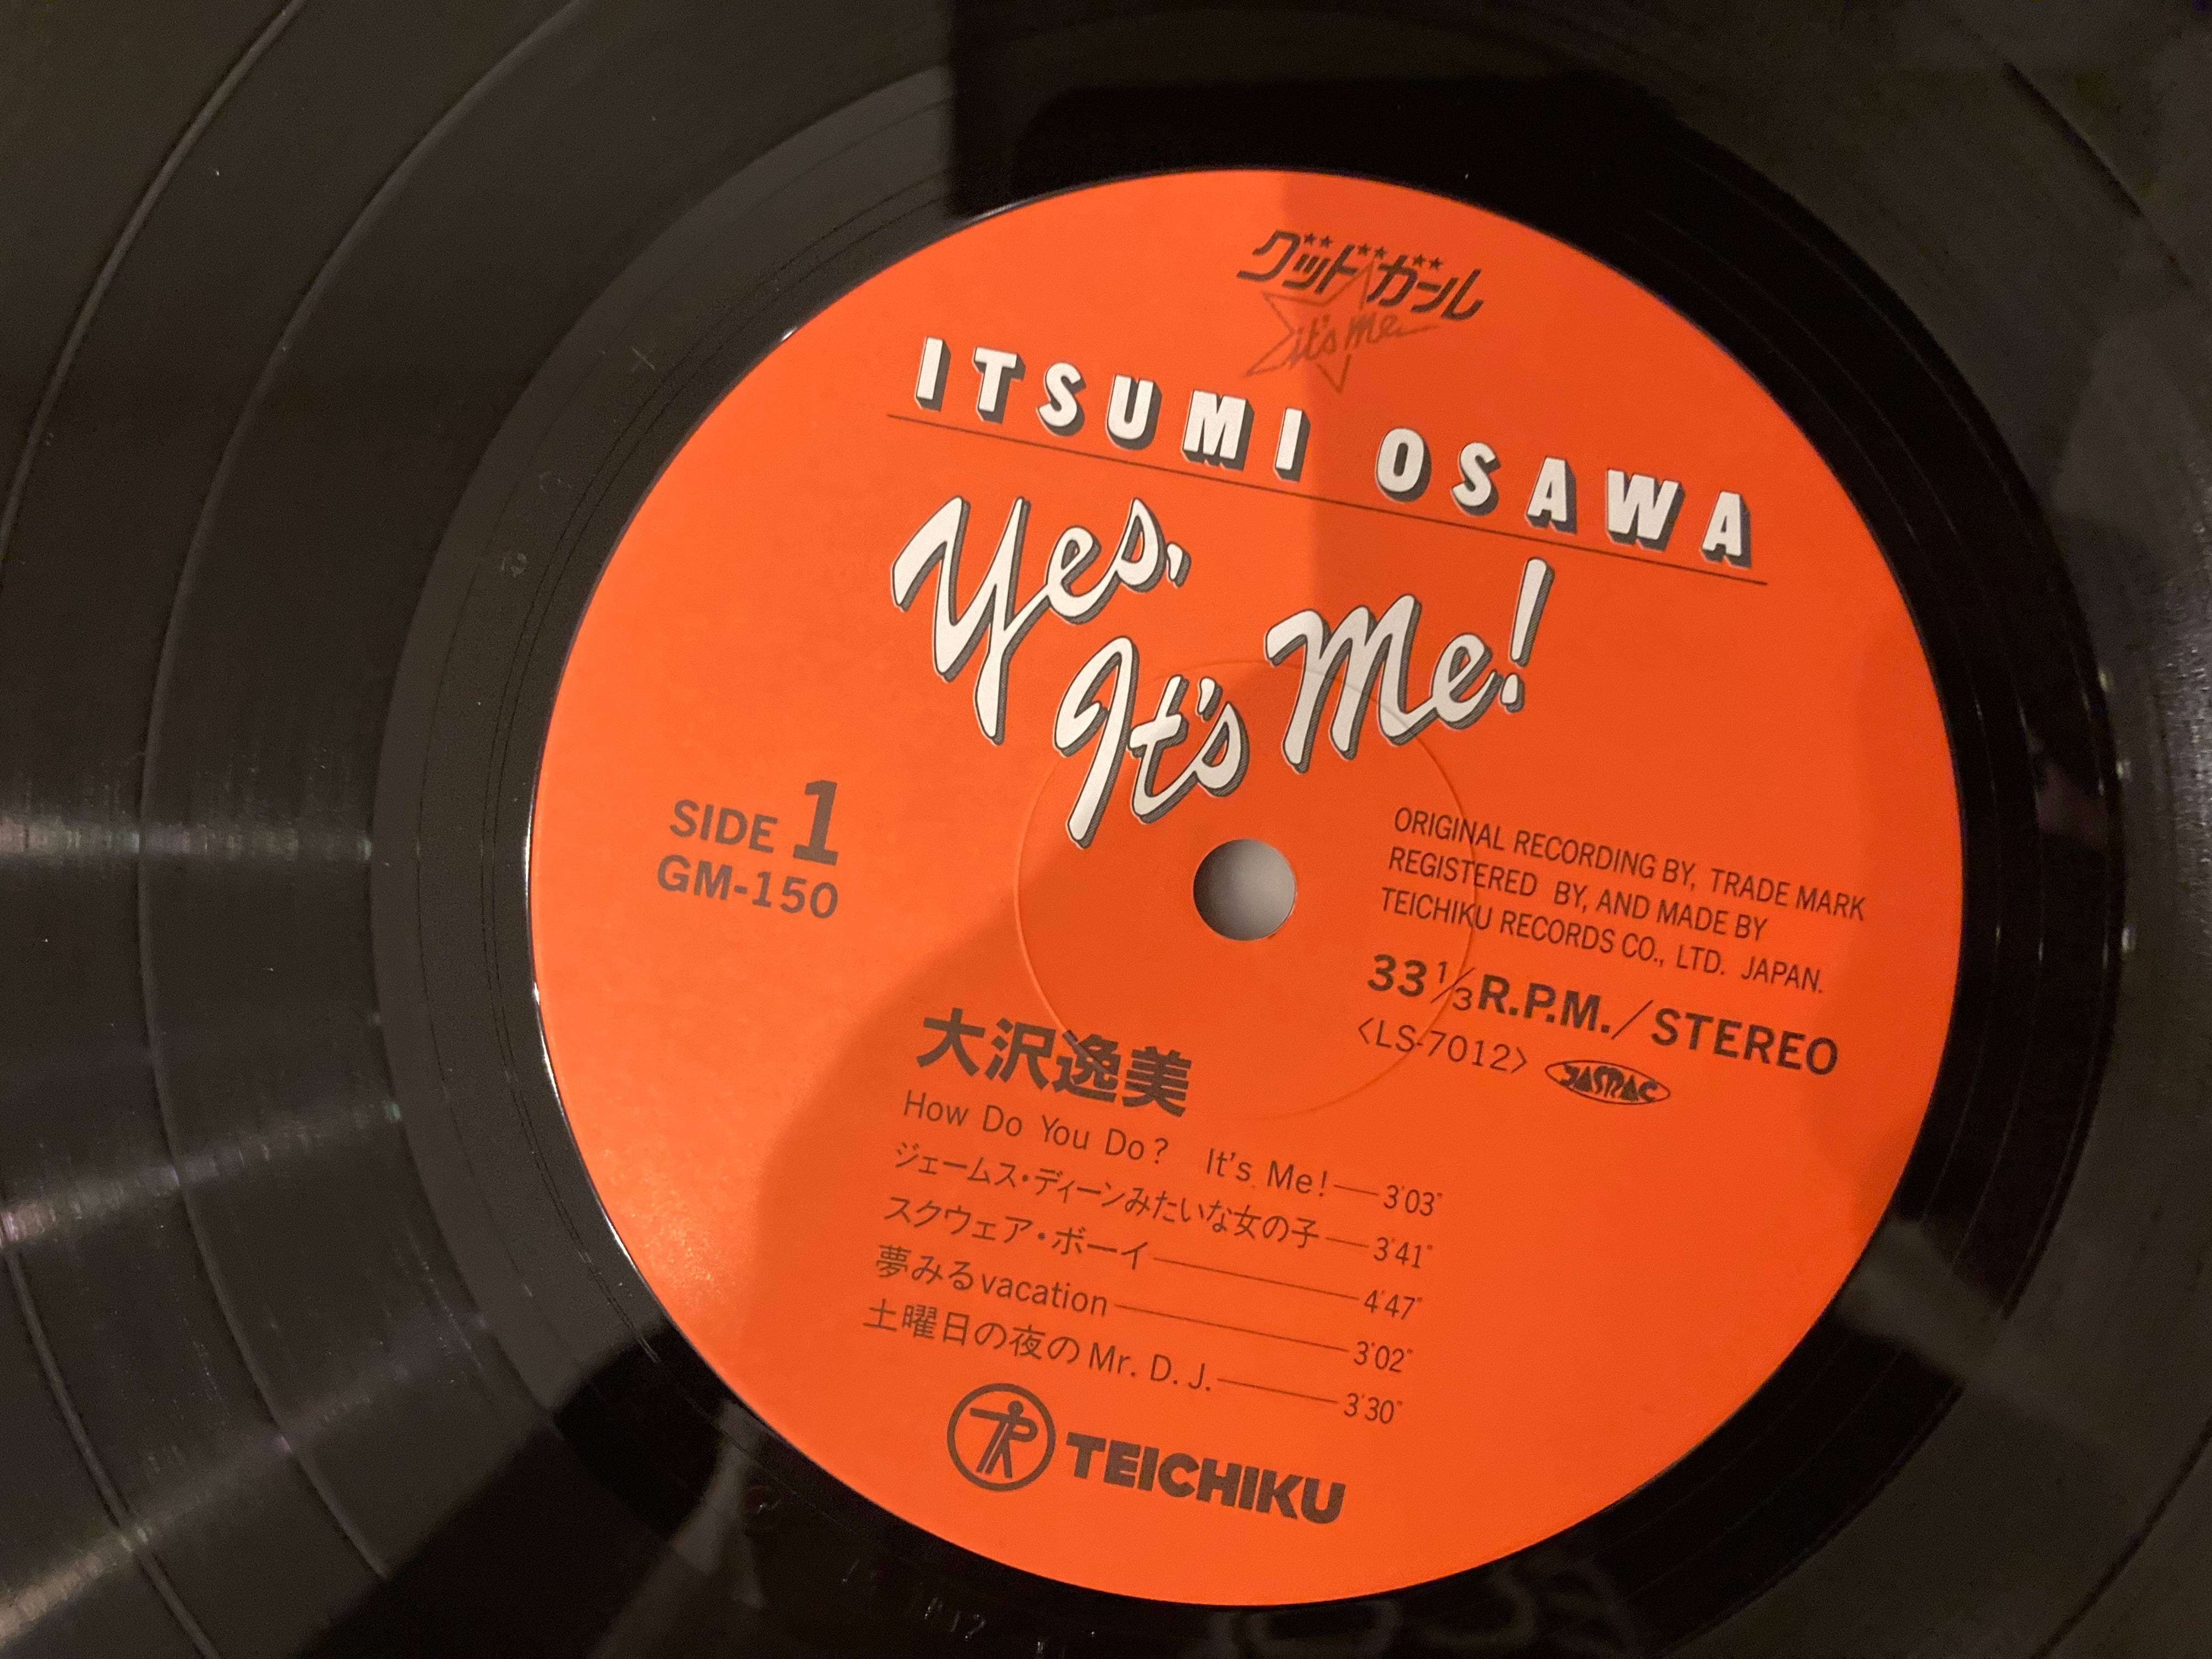 グッドガール
it's me
ITSUMI OSAWA
Yes,
It's Me!
SIDE 1
GM-150
ORIGINAL RECORDING BY, TRADE MARK
REGISTERED BY, AND MADE BY
TEICHIKU RECORDS CO., LTD. JAPAN.
33 1/3 R.P.M./STEREO
<LS-7012> JASRAC
大沢逸美
How Do You Do? It's Me!—3'03"
ジェームス・ディーンみたいな女の子—3'41"
スクウェア・ボーイ—4'47"
夢みるvacation—3'02"
土曜日の夜のMr. D. J.—3'30"
TEICHIKU